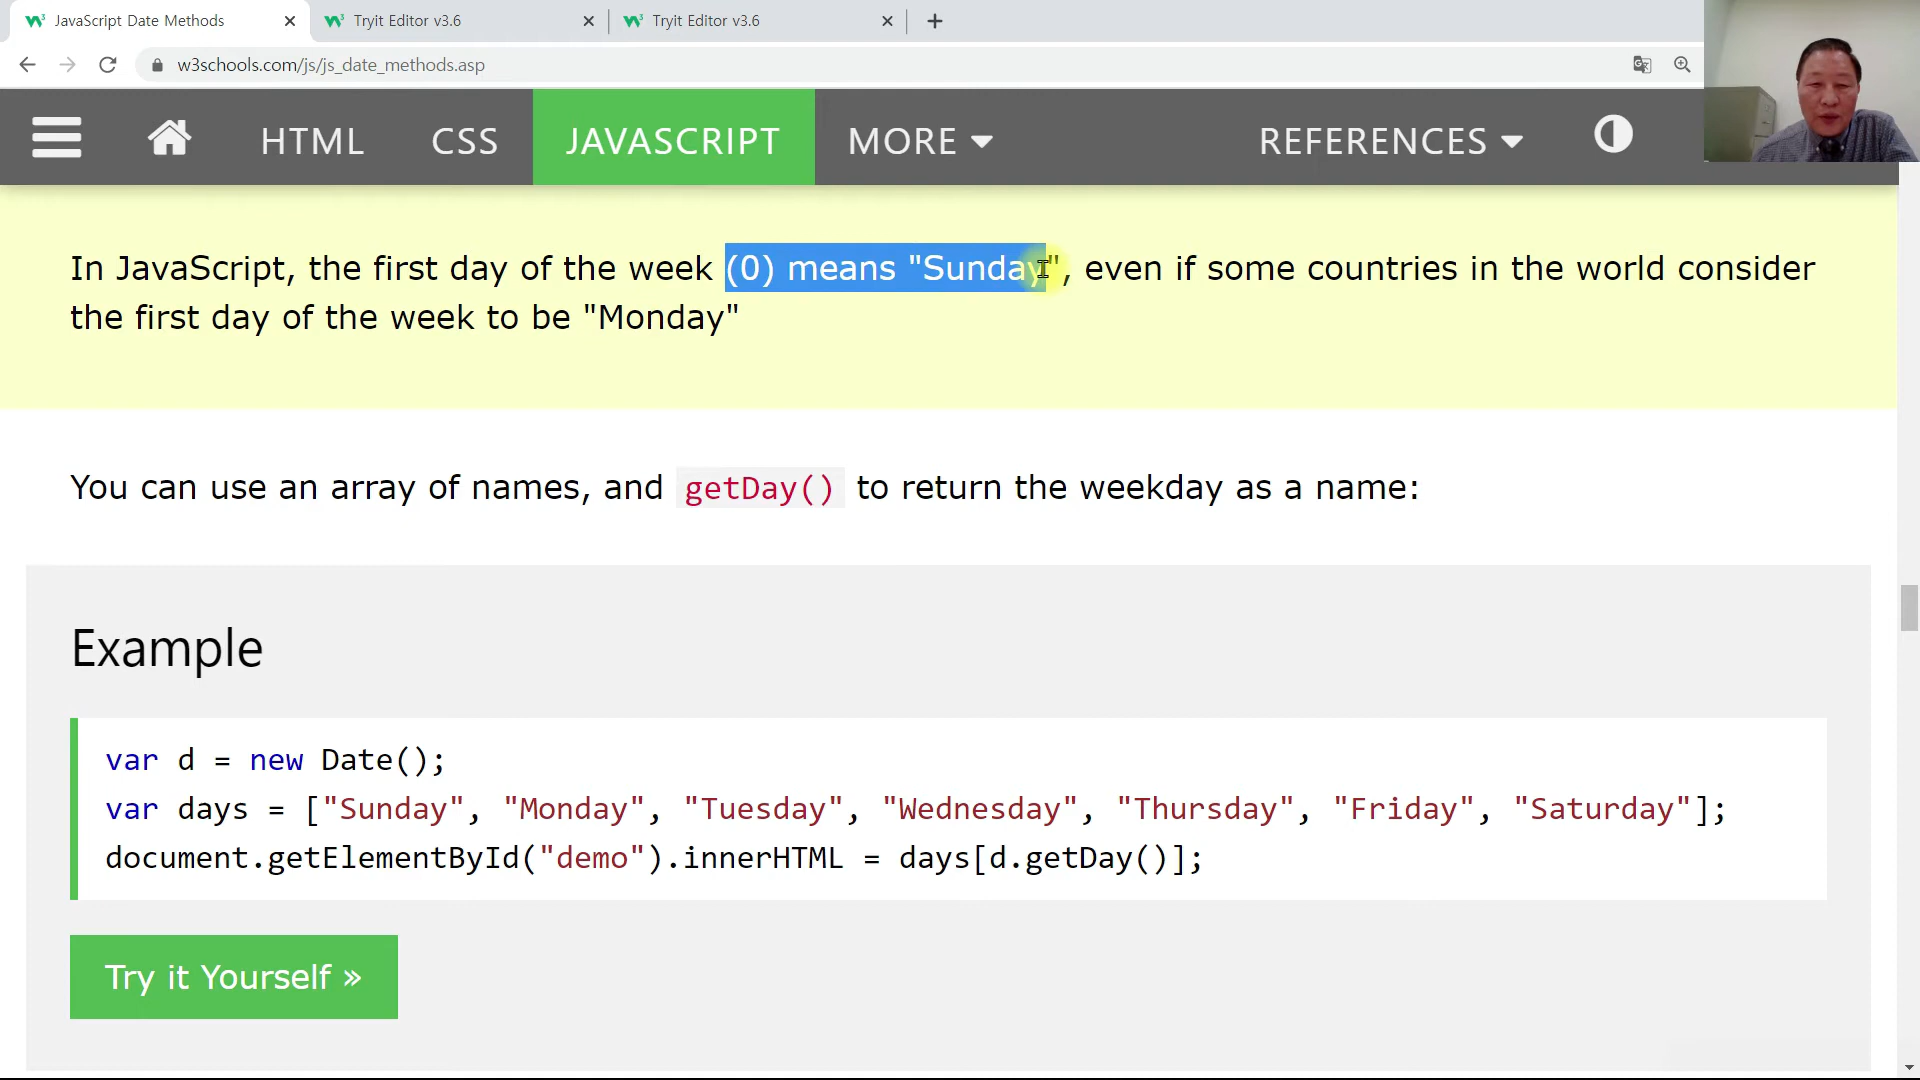 JavaScript Date Methods
Tryit Editor v3.6
Tryit Editor v3.6
w3schools.com/js/js_date_methods.asp
HTML CSS JAVASCRIPT MORE REFERENCES
In JavaScript, the first day of the week (0) means "Sunday", even if some countries in the world consider
the first day of the week to be "Monday"
You can use an array of names, and getDay() to return the weekday as a name:
Example
var d = new Date();
var days = ["Sunday", "Monday", "Tuesday", "Wednesday", "Thursday", "Friday", "Saturday"];
document.getElementById("demo").innerHTML = days[d.getDay()];
Try it Yourself »